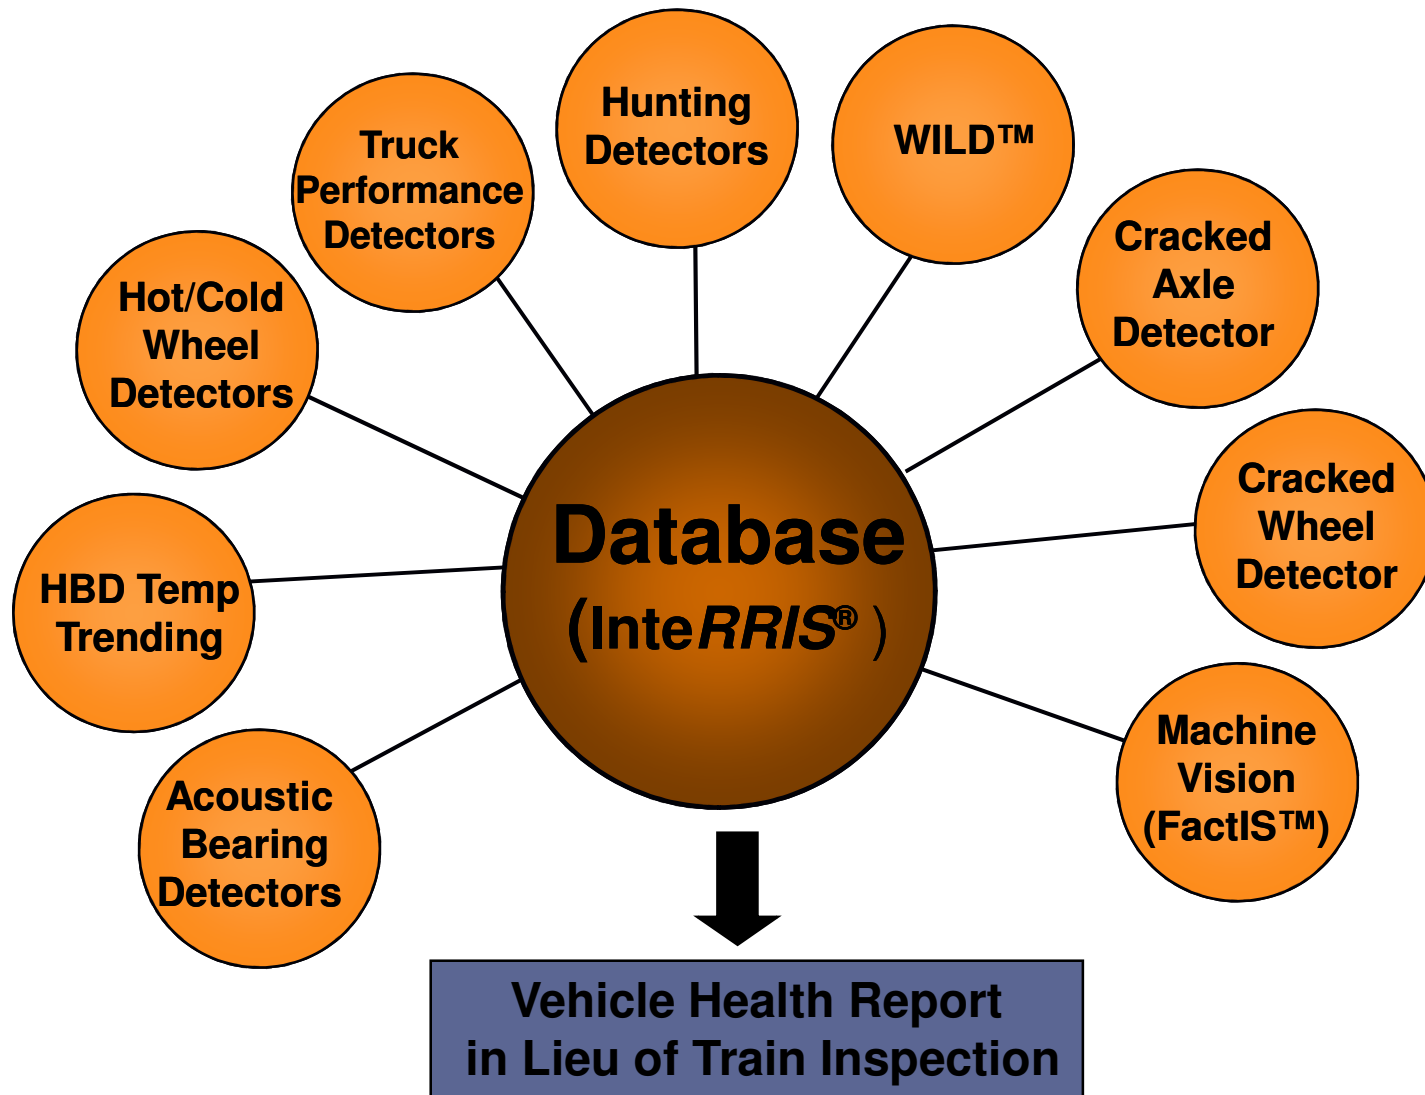 Hunting
Detectors
WILD™
Truck
Performance
Detectors
Cracked
Axle
Detector
Hot/Cold
Wheel
Detectors
Cracked
Wheel
Detector
Database
(InteRRIS® )
HBD Temp
Trending
Machine
Vision
(FactIS™)
Acoustic
Bearing
Detectors
Vehicle Health Report
in Lieu of Train Inspection